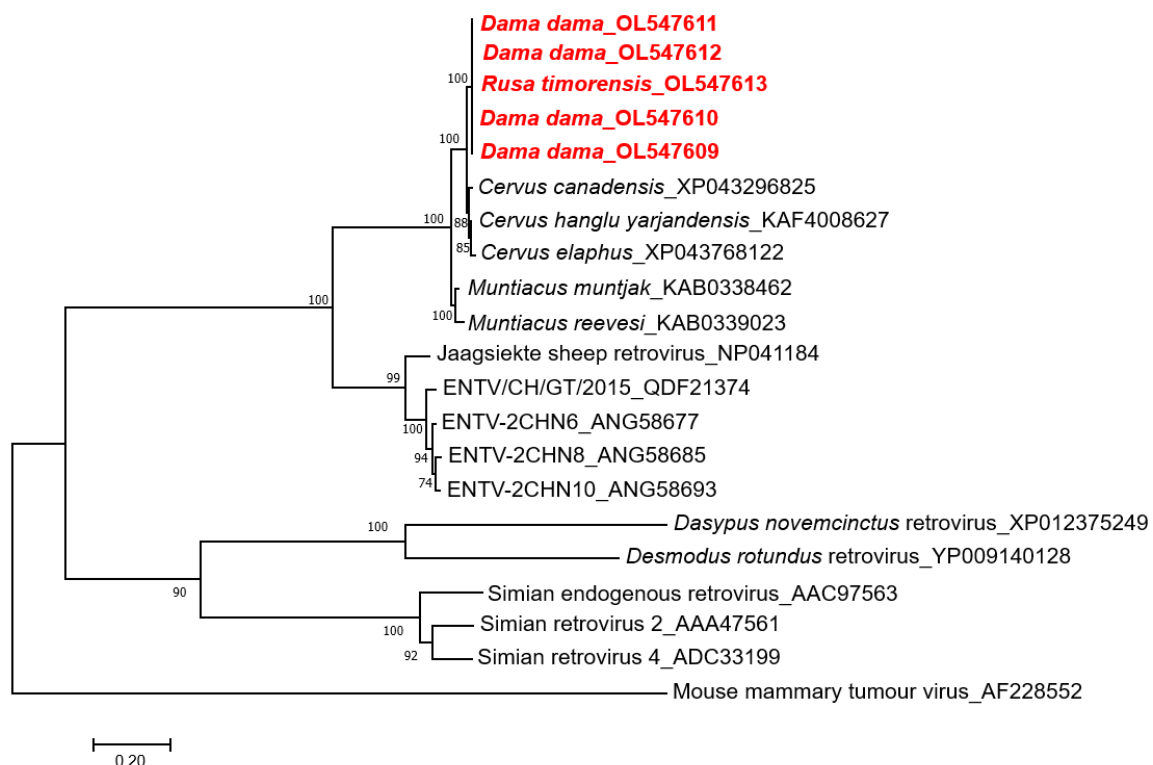 Dama dama_OL547611
Dama dama_OL547612
100
Rusa timorensis_OL547613
Dama dama_OL547610
100
Dama dama_OL547609
Cervus canadensis_XP043296825
100
88
Cervus hanglu yarjandensis_KAF4008627
85
Cervus elaphus_XP043768122
Muntiacus muntjak_KAB0338462
100
100
Muntiacus reevesi_KAB0339023
Jaagsiekte sheep retrovirus_NP041184
99
ENTV/CH/GT/2015_QDF21374
100
ENTV-2CHN6_ANG58677
94
ENTV-2CHN8_ANG58685
74
ENTV-2CHN10_ANG58693
100
Dasypus novemcinctus retrovirus_XP012375249
Desmodus rotundus retrovirus_YP009140128
90
Simian endogenous retrovirus_AAC97563
100
Simian retrovirus 2_AAA47561
92
Simian retrovirus 4_ADC33199
Mouse mammary tumour virus_AF228552
0.20